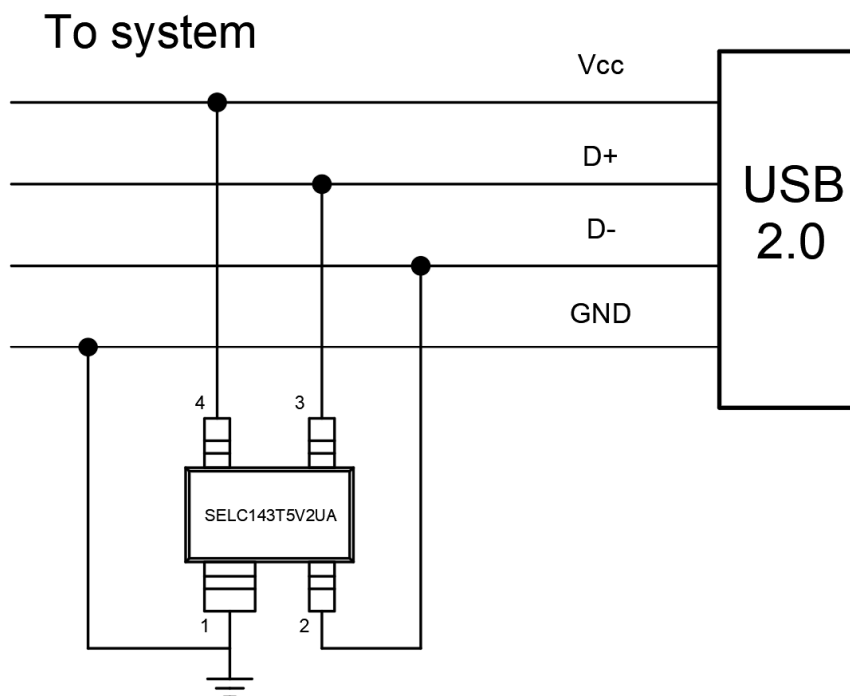 To system
Vcc
D+
D-
GND
USB
2.0
4
3
SELC143T5V2UA
1
2